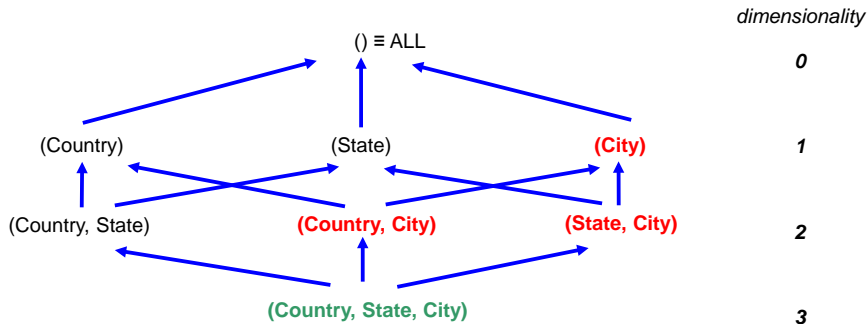 dimensionality
() ≡ ALL
0
(Country) (State) (City) 1
(Country, State) (Country, City) (State, City) 2
(Country, State, City)
3